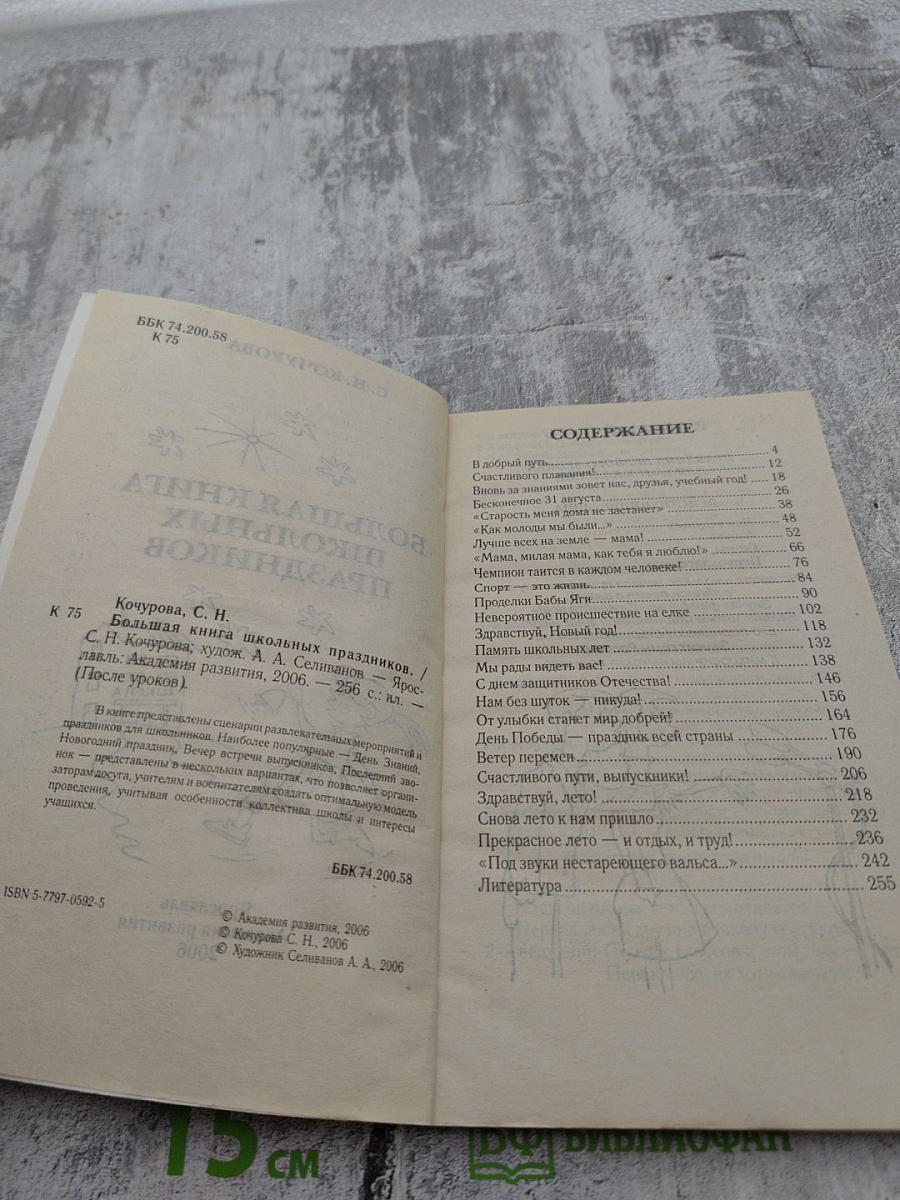 ББК 74.200.58
К 75
К 75
Кочурова, С. Н.
Большая книга школьных праздников. /
С. Н. Кочурова; худож. А. А. Селиванов — Ярос-
лавль: Академия развития, 2006. — 256 с.: ил. —
(После уроков).
В книге представлены сценарии развлекательных мероприятий и
праздников для школьников. Наиболее популярные — День Знаний,
Новогодний праздник, Вечер встречи выпускников, Последний зво-
нок — представлены в нескольких вариантах, что позволяет органи-
заторам досуга, учителям и воспитателям создать оптимальную модель
проведения, учитывая особенности коллектива школы и интересы
учащихся.
ББК 74.200.58
ISBN 5-7797-0592-5
© Академия развития, 2006
© Кочурова С. Н., 2006
© Художник Селиванов А. А., 2006
СОДЕРЖАНИЕ
В добрый путь 4
Счастливого плавания! 12
Вновь за знаниями зовет нас, друзья, учебный год! 18
Бесконечное 31 августа 26
«Старость меня дома не застанет» 38
«Как молоды мы были...» 48
Лучше всех на земле — мама! 52
«Мама, милая мама, как тебя я люблю!» 66
Чемпион таится в каждом человеке! 76
Спорт — это жизнь 84
Проделки Бабы Яги 90
Невероятное происшествие на елке 102
Здравствуй, Новый год! 118
Память школьных лет 132
Мы рады видеть вас! 138
С днем защитников Отечества! 146
Нам без шуток — никуда! 156
От улыбки станет мир добрей! 164
День Победы — праздник всей страны 176
Ветер перемен 190
Счастливого пути, выпускники! 206
Здравствуй, лето! 218
Снова лето к нам пришло 232
Прекрасное лето — и отдых, и труд! 236
«Под звуки нестареющего вальса...» 242
Литература 255
15 см
БФ БИБЛИОФАН